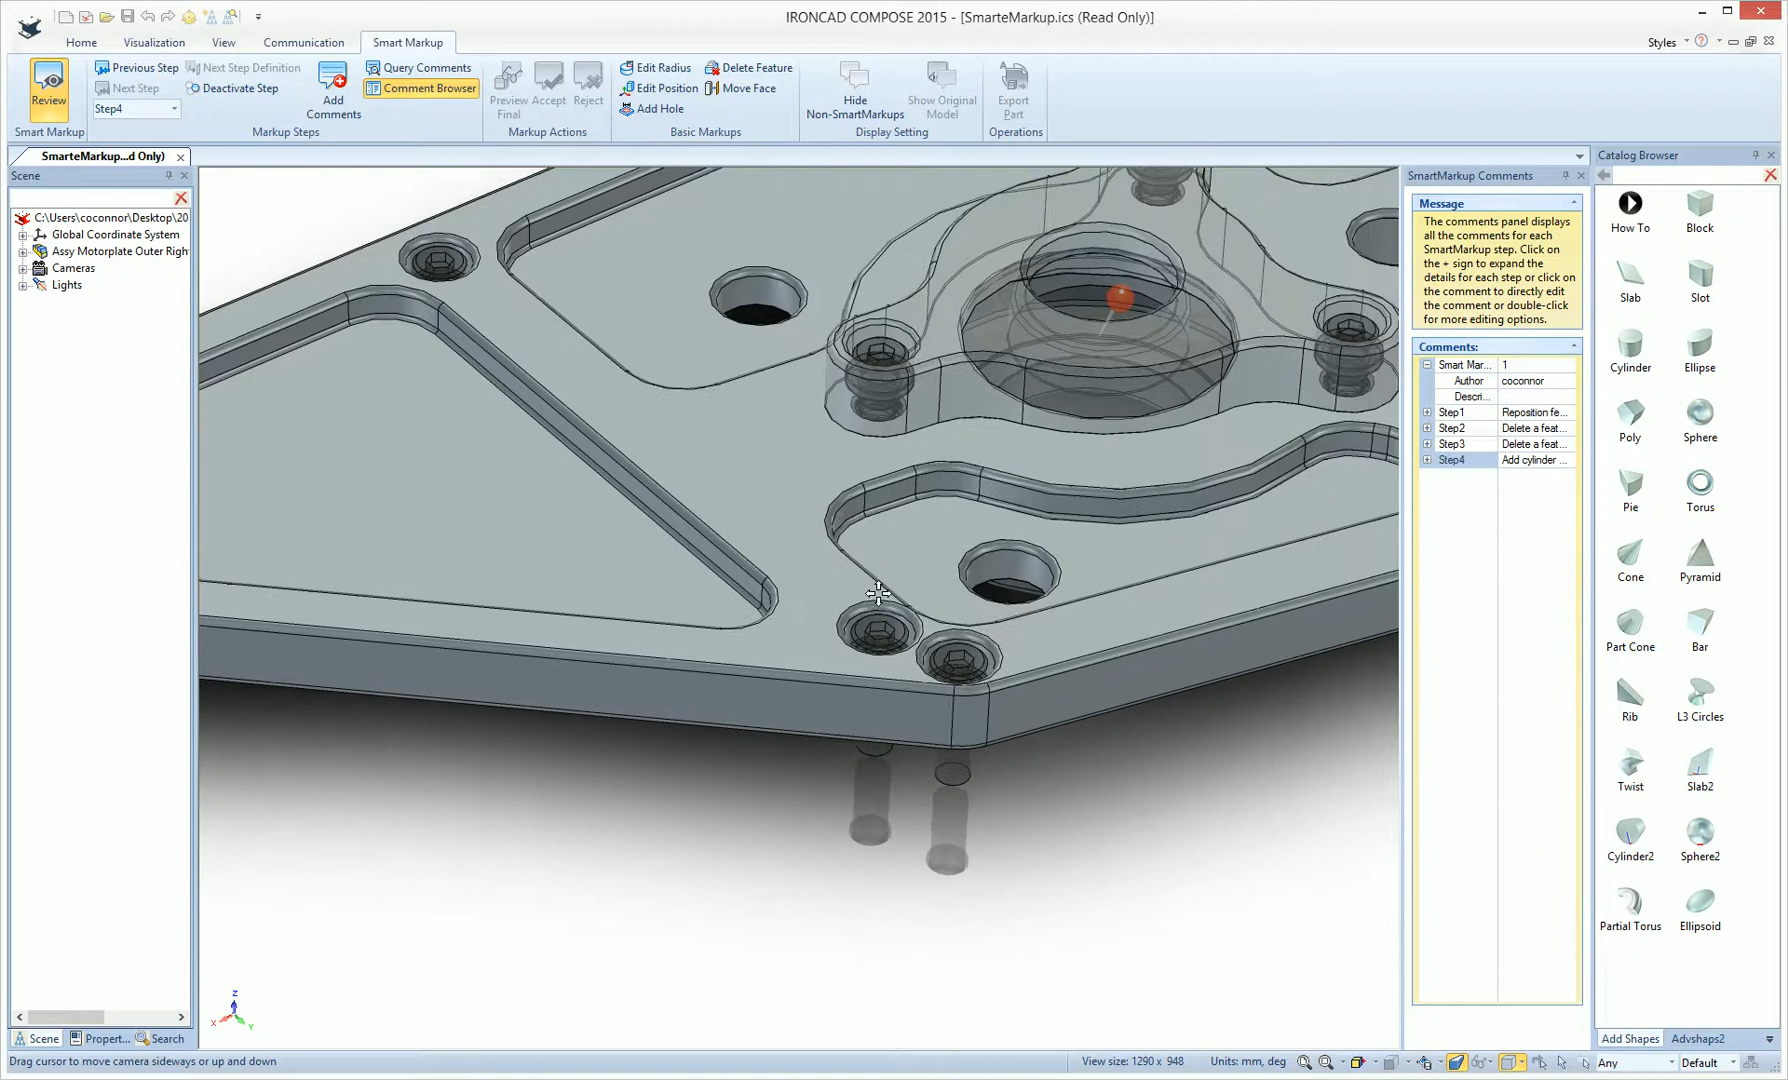 IRONCAD COMPOSE 2015 - [SmarteMarkup.ics (Read Only)]
Home
Visualization
View
Communication
Smart Markup
Styles
Review
Smart Markup
Previous Step
Next Step
Step4
Next Step Definition
Deactivate Step
Markup Steps
Add
Comments
Query Comments
Comment Browser
Preview
Final
Accept
Reject
Markup Actions
Edit Radius
Edit Position
Add Hole
Delete Feature
Move Face
Basic Markups
Hide
Non-SmartMarkups
Show Original
Model
Display Setting
Export
Part
Operations
SmarteMarkup...d Only)
Scene
C:\Users\coconnor\Desktop\20
Global Coordinate System
Assy Motorplate Outer Righ
Cameras
Lights
Z
X
Y
SmartMarkup Comments
Message
The comments panel displays
all the comments for each
SmartMarkup step. Click on
the + sign to expand the
details for each step or click on
the comment to directly edit
the comment or double-click
for more editing options.
Comments:
Smart Mar... 1
Author coconnor
Descri...
Step1 Reposition fe...
Step2 Delete a feat...
Step3 Delete a feat...
Step4 Add cylinder ...
Catalog Browser
How To
Block
Slab
Slot
Cylinder
Ellipse
Poly
Sphere
Pie
Torus
Cone
Pyramid
Part Cone
Bar
Rib
L3 Circles
Twist
Slab2
Cylinder2
Sphere2
Partial Torus
Ellipsoid
Add Shapes
Advshaps2
Scene
Propert...
Search
Drag cursor to move camera sideways or up and down
View size: 1290 x 948
Units: mm, deg
Any
Default